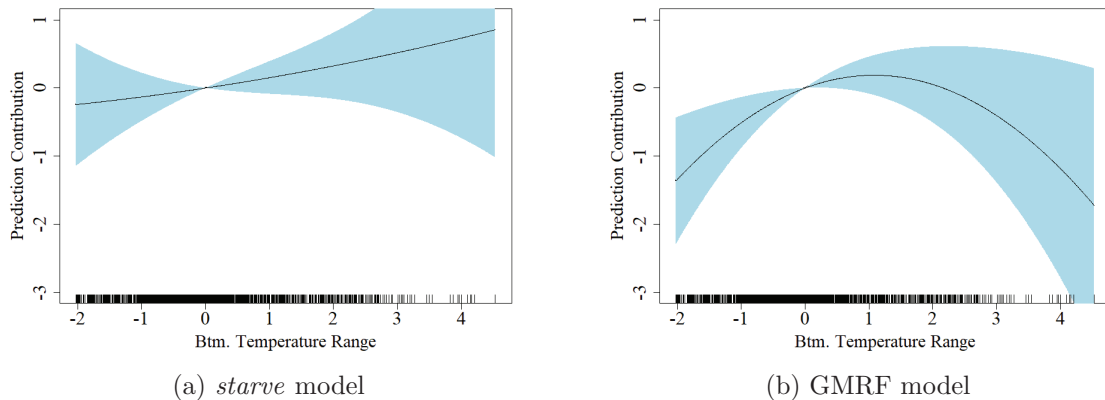 1
0
-1
-2
-3
Prediction Contribution
-2 -1 0 1 2 3 4
Btm. Temperature Range
(a) starve model
1
0
-1
-2
-3
Prediction Contribution
-2 -1 0 1 2 3 4
Btm. Temperature Range
(b) GMRF model